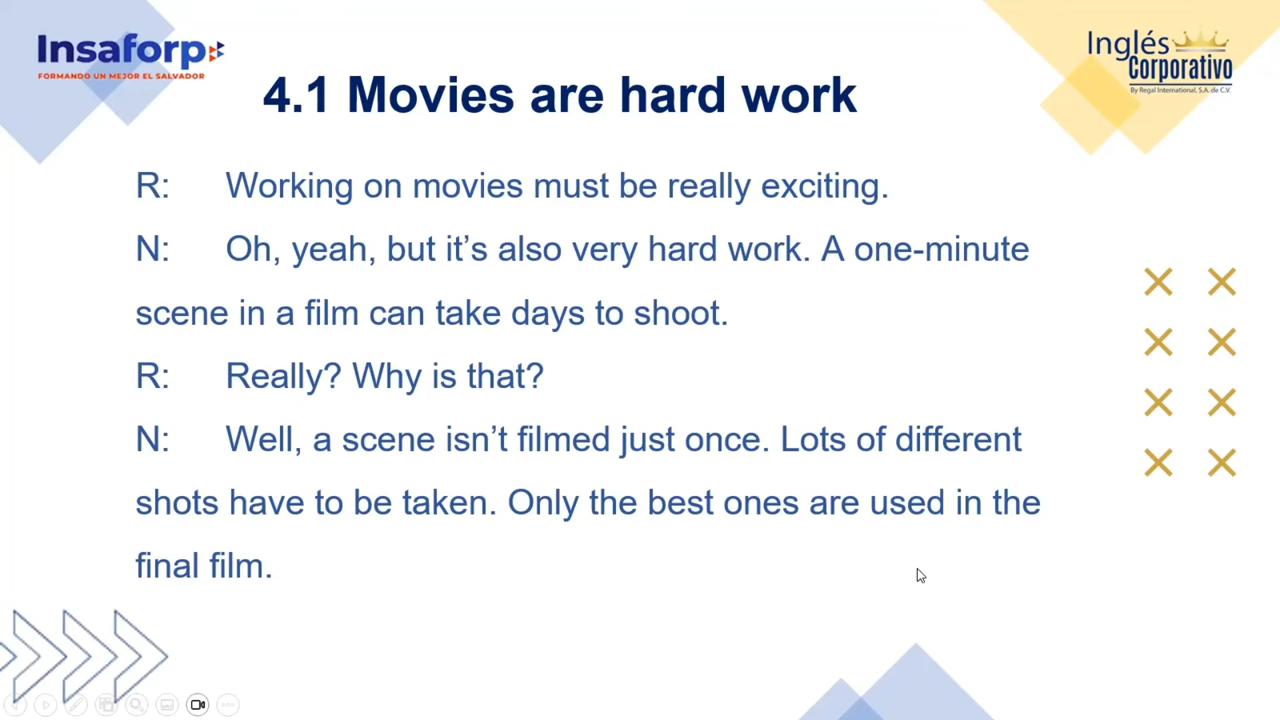 Insaforp
FORMANDO UN MEJOR EL SALVADOR
Inglés
Corporativo
By Regal International, S.A. de C.V.
4.1 Movies are hard work
R: Working on movies must be really exciting.
N: Oh, yeah, but it’s also very hard work. A one-minute
scene in a film can take days to shoot.
R: Really? Why is that?
N: Well, a scene isn’t filmed just once. Lots of different
shots have to be taken. Only the best ones are used in the
final film.